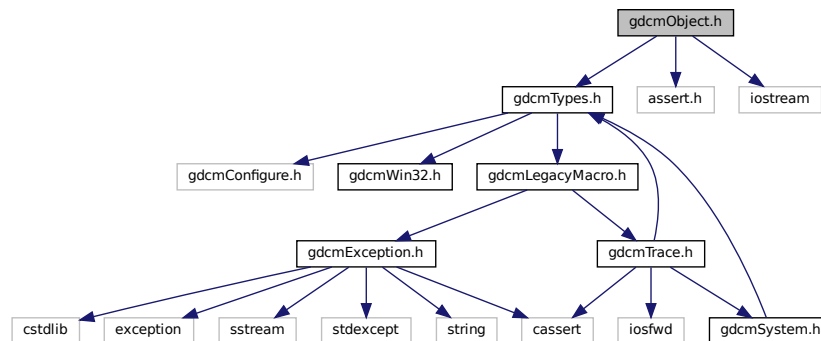 gdcmObject.h
gdcmTypes.h
assert.h
iostream
gdcmConfigure.h
gdcmWin32.h
gdcmLegacyMacro.h
gdcmException.h
gdcmTrace.h
cstdlib
exception
sstream
stdexcept
string
cassert
iosfwd
gdcmSystem.h